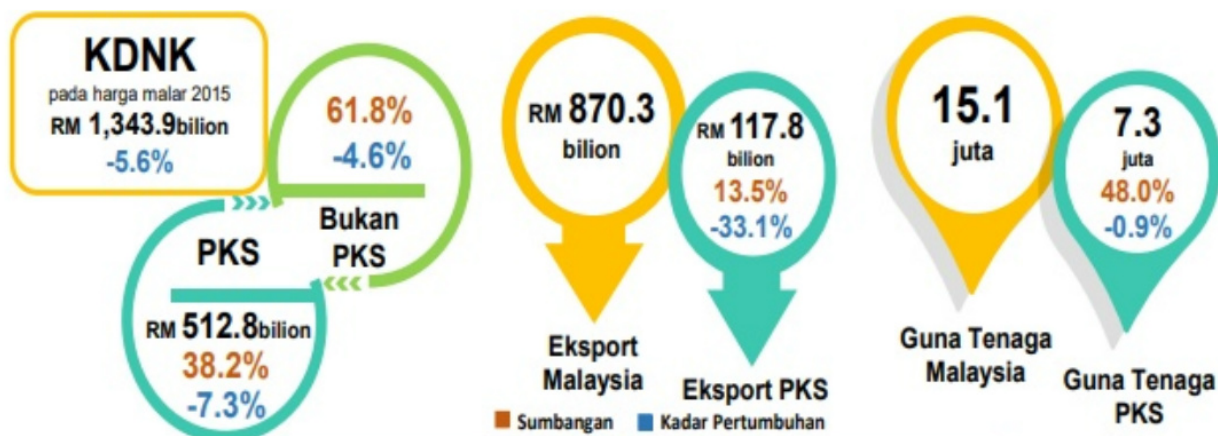 KDNK
pada harga malar 2015
RM 1,343.9bilion
-5.6%
61.8%
-4.6%
Bukan
PKS
PKS
RM 512.8bilion
38.2%
-7.3%
RM 870.3
bilion
Eksport
Malaysia
RM 117.8
bilion
13.5%
-33.1%
Eksport PKS
15.1
juta
Guna Tenaga
Malaysia
7.3
juta
48.0%
-0.9%
Guna Tenaga
PKS
Sumbangan
Kadar Pertumbuhan